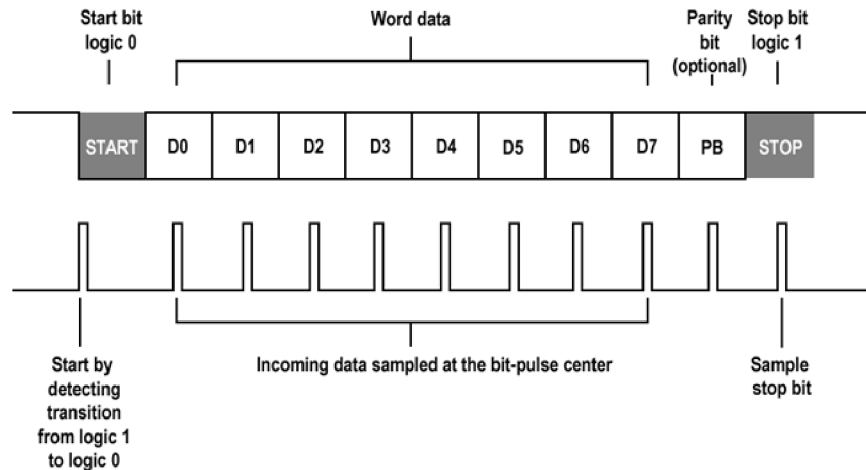 Start bit
logic 0
Word data
Parity
bit
(optional)
Stop bit
logic 1
START
D0
D1
D2
D3
D4
D5
D6
D7
PB
STOP
Start by
detecting
transition
from logic 1
to logic 0
Incoming data sampled at the bit-pulse center
Sample
stop bit